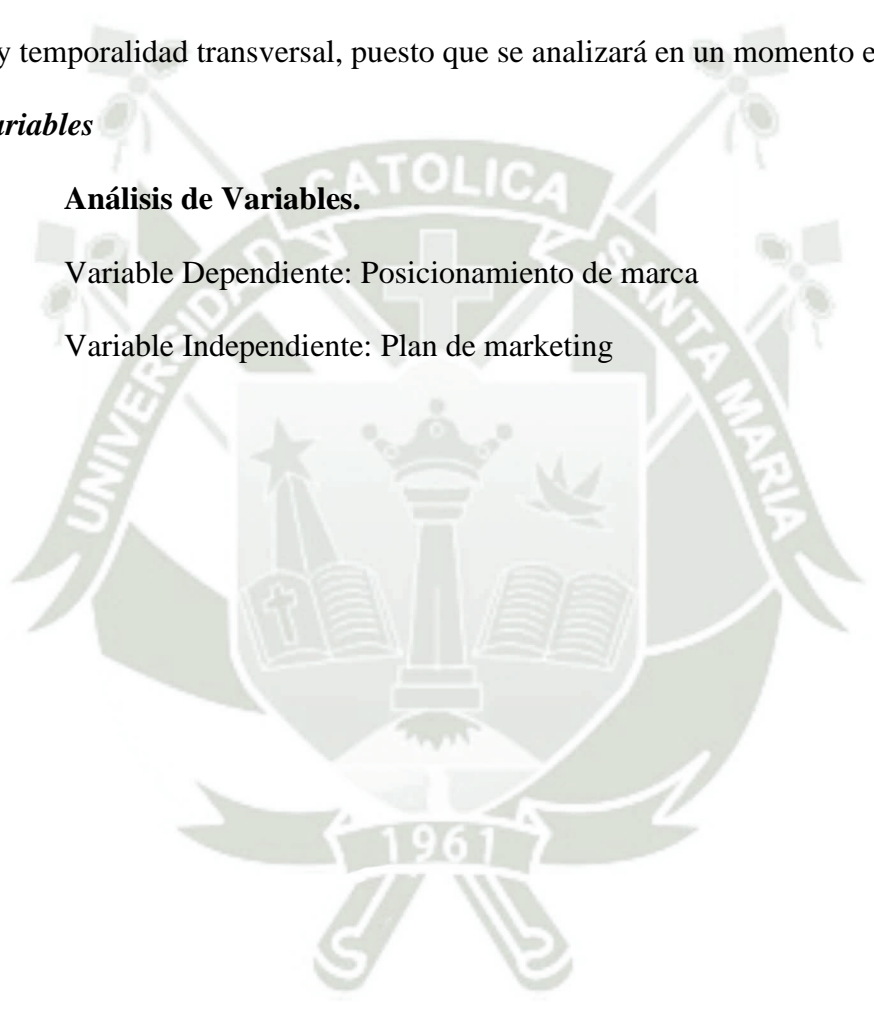 y temporalidad transversal, puesto que se analizará en un momento e
ariables
Análisis de Variables.
Variable Dependiente: Posicionamiento de marca
Variable Independiente: Plan de marketing
UNIVERSIDAD CATOLICA SANTA MARIA
1961